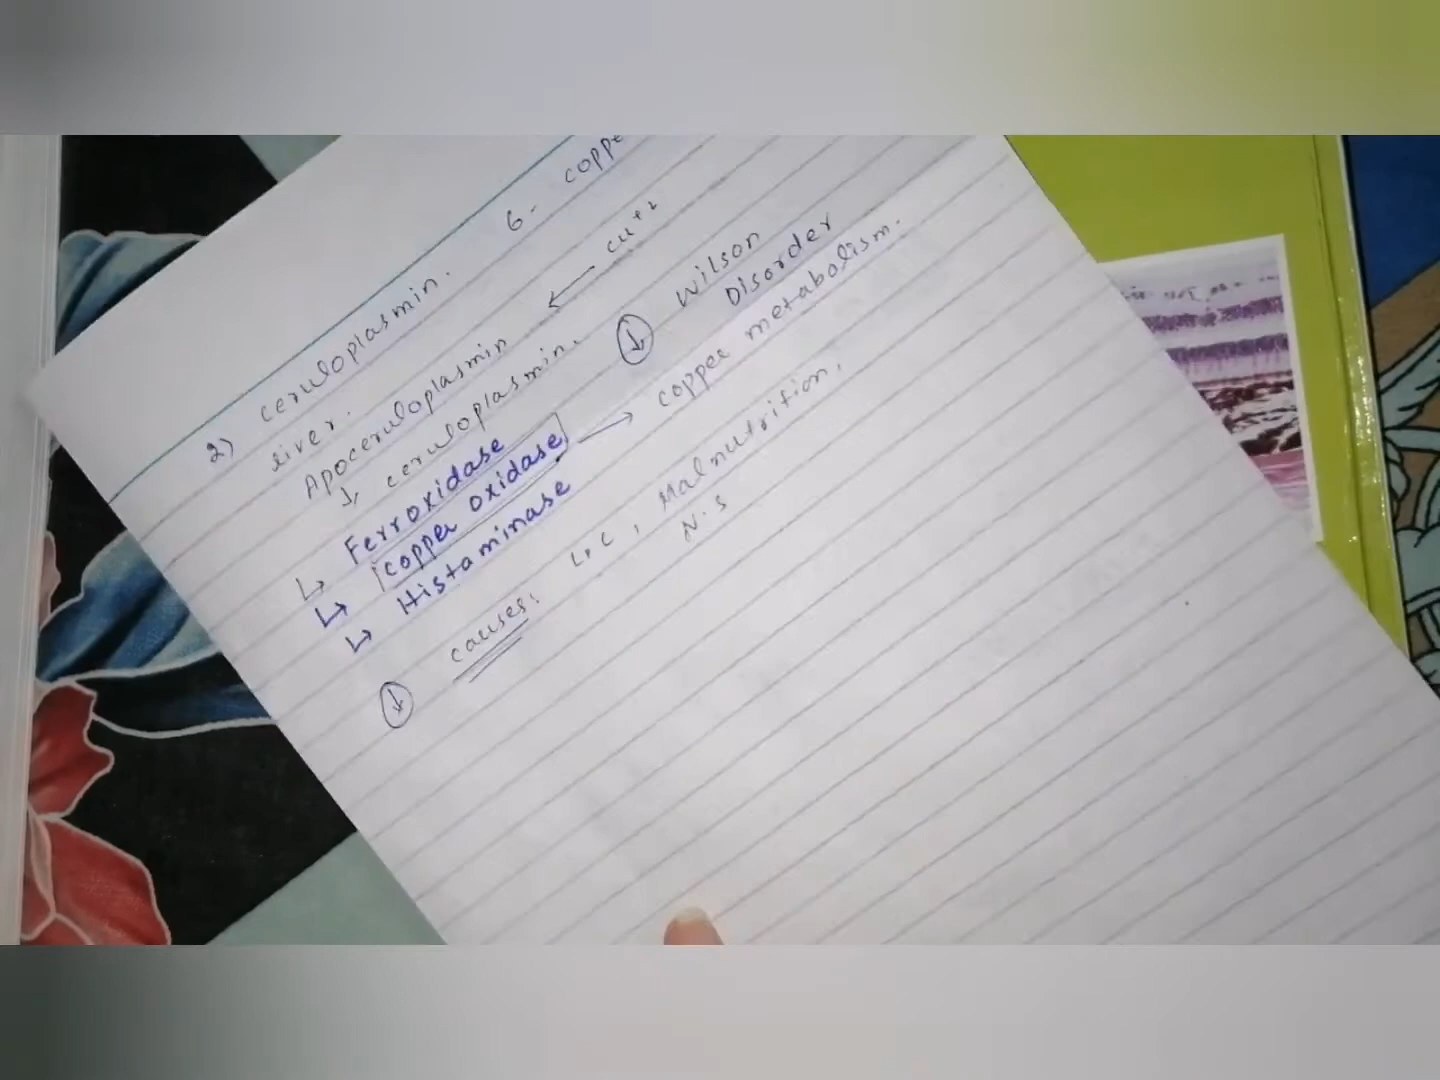 2) ceruloplasmin. 6- coppe
Liver.
Apoceruloplasmin ← cu+2
↓ ceruloplasmin. ↓ Wilson
Disorder
↳ Ferroxidase
↳ copper oxidase → copper metabolism.
↳ Histaminase
↓ causes: L.C, Malnutrition,
N.S